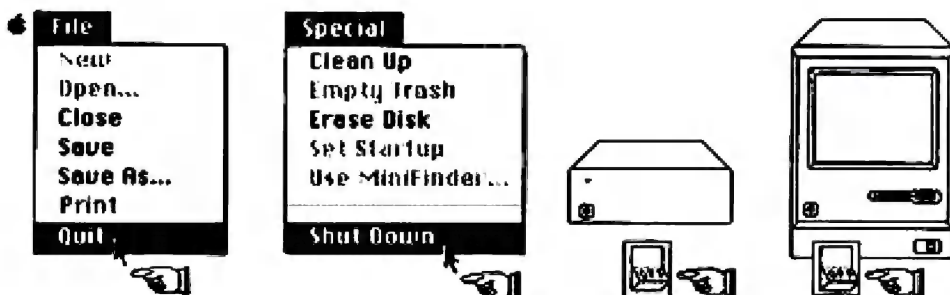 File
New
Open...
Close
Save
Save As...
Print
Quit
Special
Clean Up
Empty Trash
Erase Disk
Set Startup
Use MiniFinder...
Shut Down